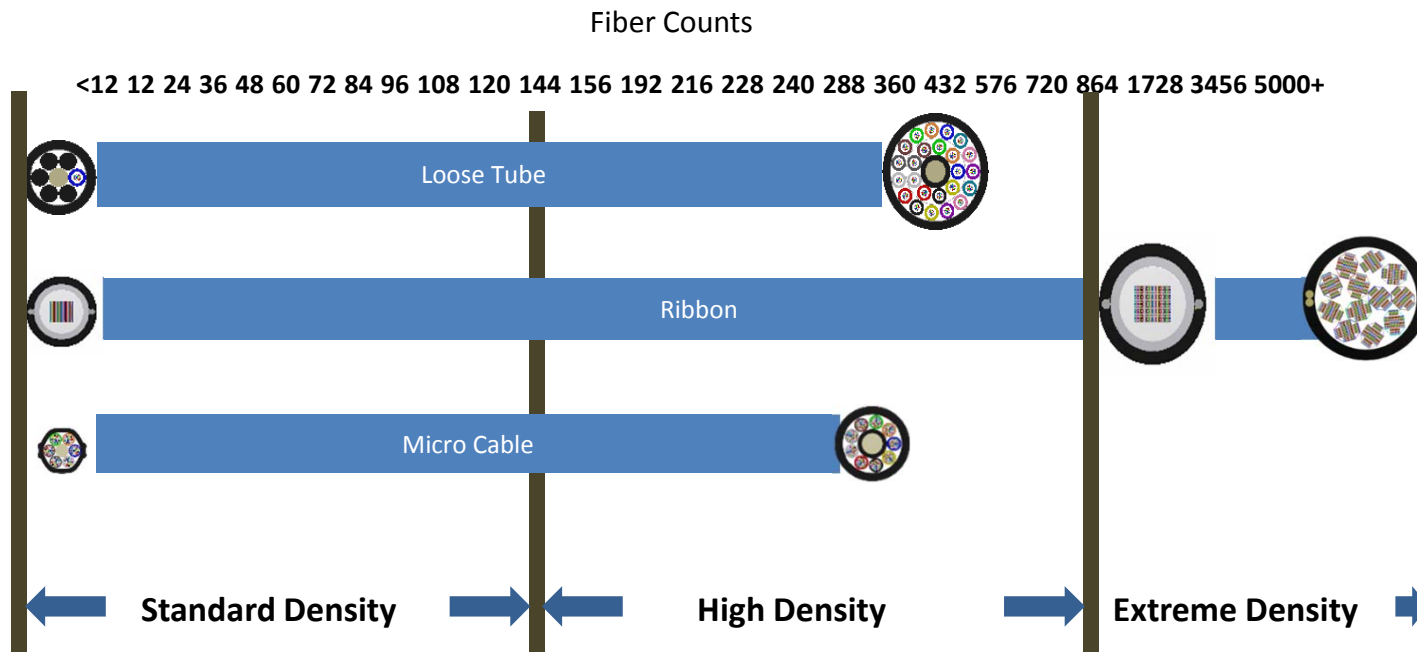 Fiber Counts
<12 12 24 36 48 60 72 84 96 108 120 144 156 192 216 228 240 288 360 432 576 720 864 1728 3456 5000+
Loose Tube
Ribbon
Micro Cable
Standard Density High Density Extreme Density